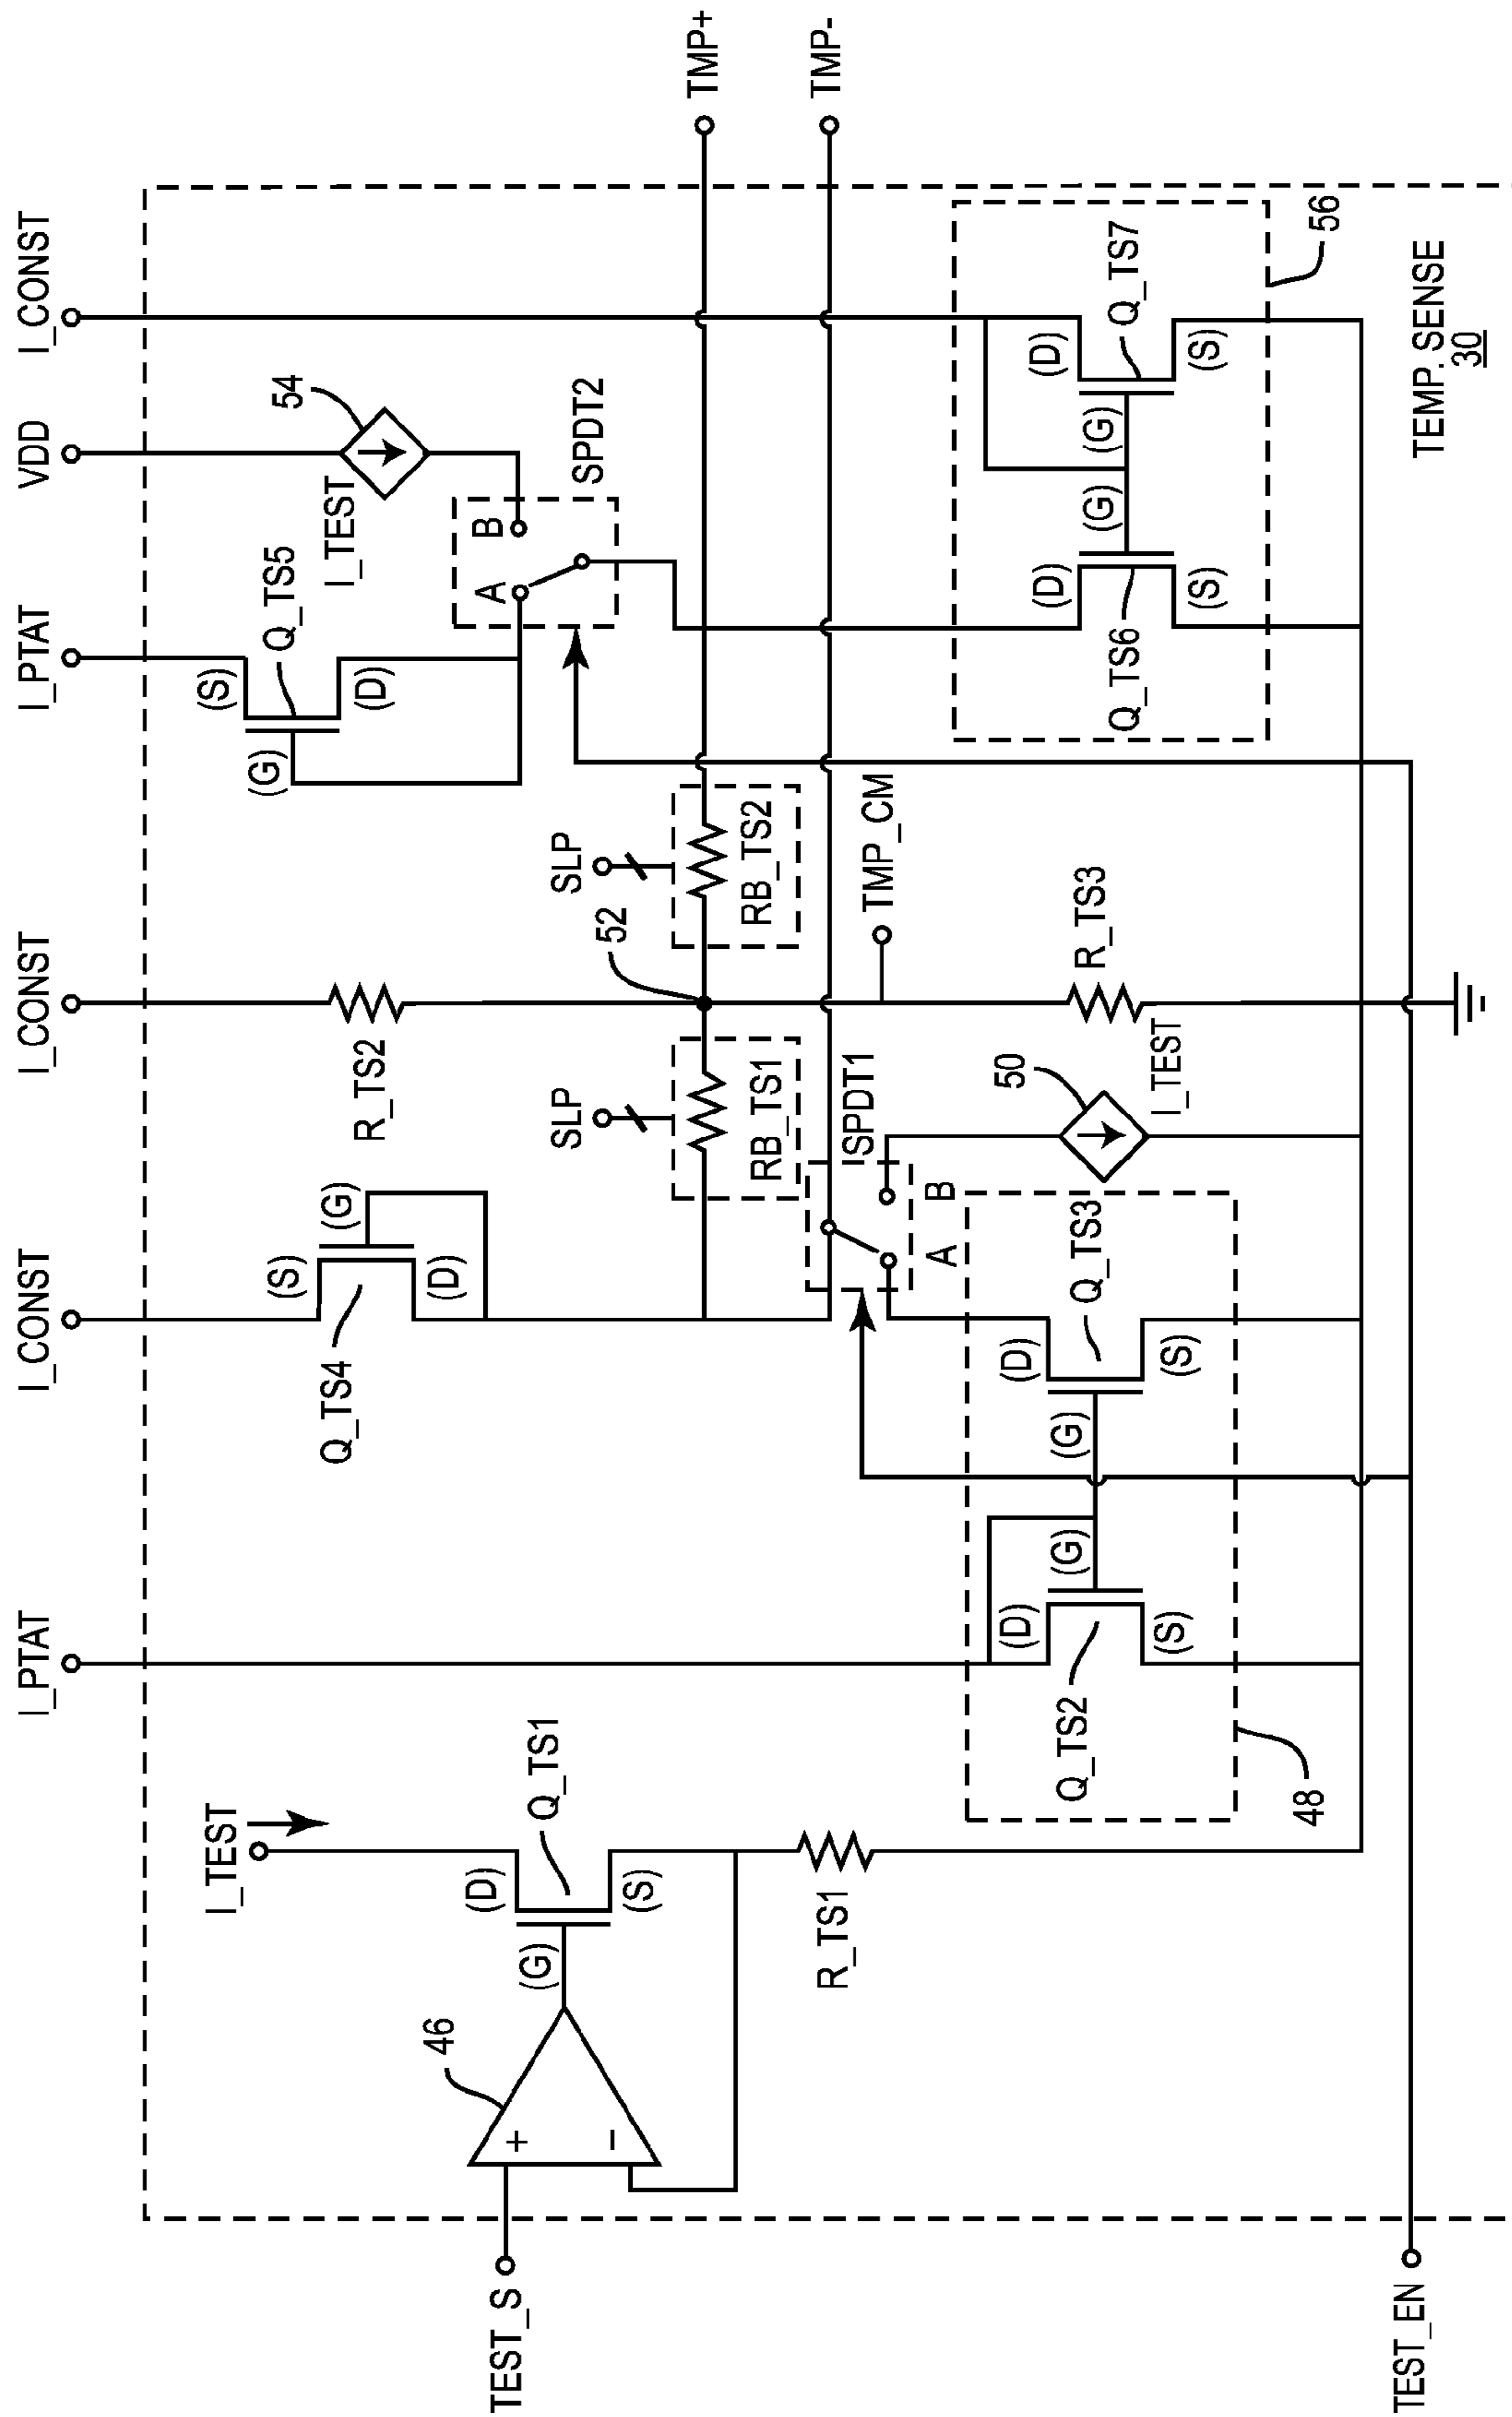 I_PTAT
I_CONST
I_CONST
I_PTAT
VDD
I_CONST
I_TEST
(S)
Q_TS5
54
(S)
(G)
I_TEST
(G)
Q_TS4
R_TS2
(D)
(D)
46
(D)
(G)
Q_TS1
(S)
A
B
SPDT2
TEST_S
+
−
SLP
SLP
52
TMP+
RB_TS1
RB_TS2
R_TS1
TMP-
SPDT1
TMP_CM
A
B
50
(D)
(D)
(G)
(G)
Q_TS2
Q_TS3
R_TS3
(D)
(D)
(G)
(G)
Q_TS6
Q_TS7
(S)
(S)
I_TEST
(S)
(S)
48
56
TEST_EN
TEMP. SENSE
30